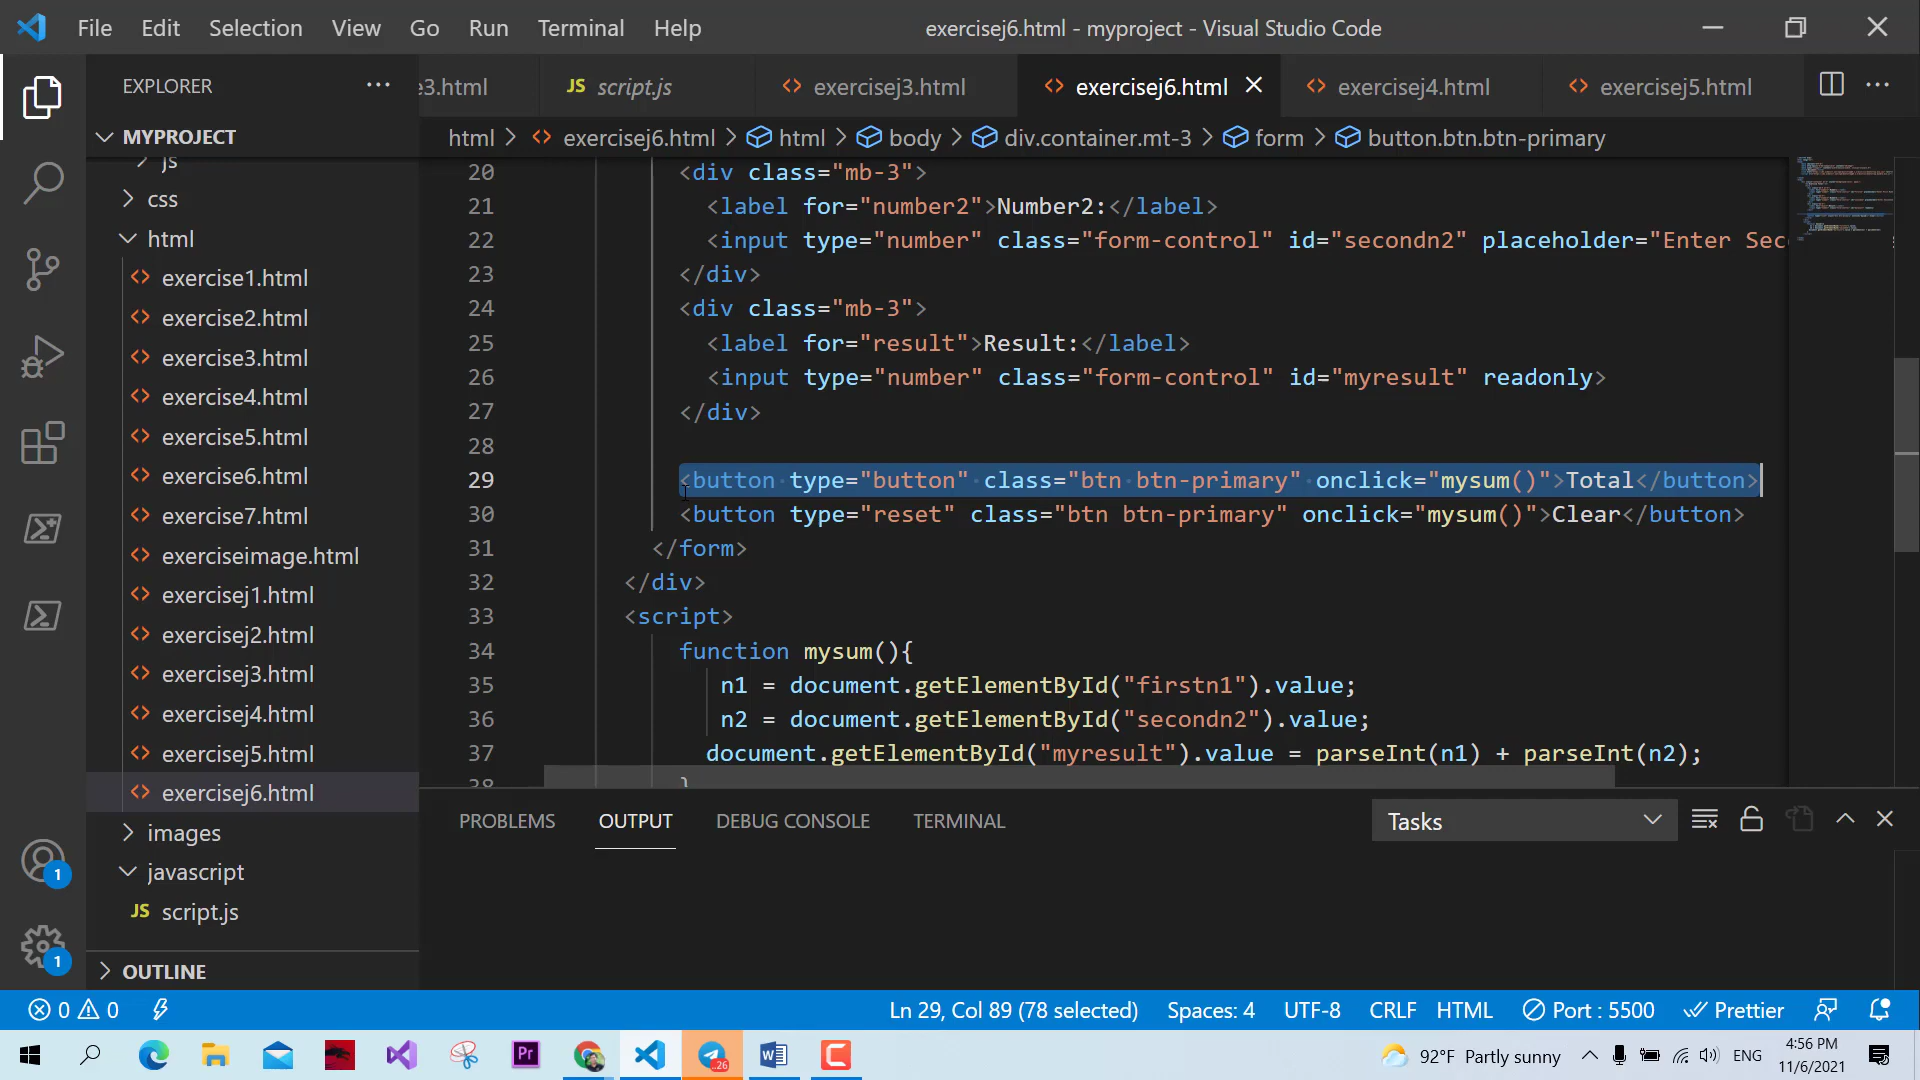 File Edit Selection View Go Run Terminal Help
exercisej6.html - myproject - Visual Studio Code
EXPLORER
e3.html JS script.js exercisej3.html exercisej6.html exercisej4.html exercisej5.html
html > exercisej6.html > html > body > div.container.mt-3 > form > button.btn.btn-primary
MYPROJECT
js
css
html
exercise1.html
exercise2.html
exercise3.html
exercise4.html
exercise5.html
exercise6.html
exercise7.html
exerciseimage.html
exercisej1.html
exercisej2.html
exercisej3.html
exercisej4.html
exercisej5.html
exercisej6.html
images
javascript
JS script.js
OUTLINE
20 <div class="mb-3">
21 <label for="number2">Number2:</label>
22 <input type="number" class="form-control" id="secondn2" placeholder="Enter Sec
23 </div>
24 <div class="mb-3">
25 <label for="result">Result:</label>
26 <input type="number" class="form-control" id="myresult" readonly>
27 </div>
28
29 <button type="button" class="btn btn-primary" onclick="mysum()">Total</button>
30 <button type="reset" class="btn btn-primary" onclick="mysum()">Clear</button>
31 </form>
32 </div>
33 <script>
34 function mysum(){
35 n1 = document.getElementById("firstn1").value;
36 n2 = document.getElementById("secondn2").value;
37 document.getElementById("myresult").value = parseInt(n1) + parseInt(n2);
38 }
PROBLEMS OUTPUT DEBUG CONSOLE TERMINAL
Tasks
1
1
0 0
Ln 29, Col 89 (78 selected) Spaces: 4 UTF-8 CRLF HTML Port : 5500 Prettier
Pr
..26
92°F Partly sunny
ENG
4:56 PM
11/6/2021